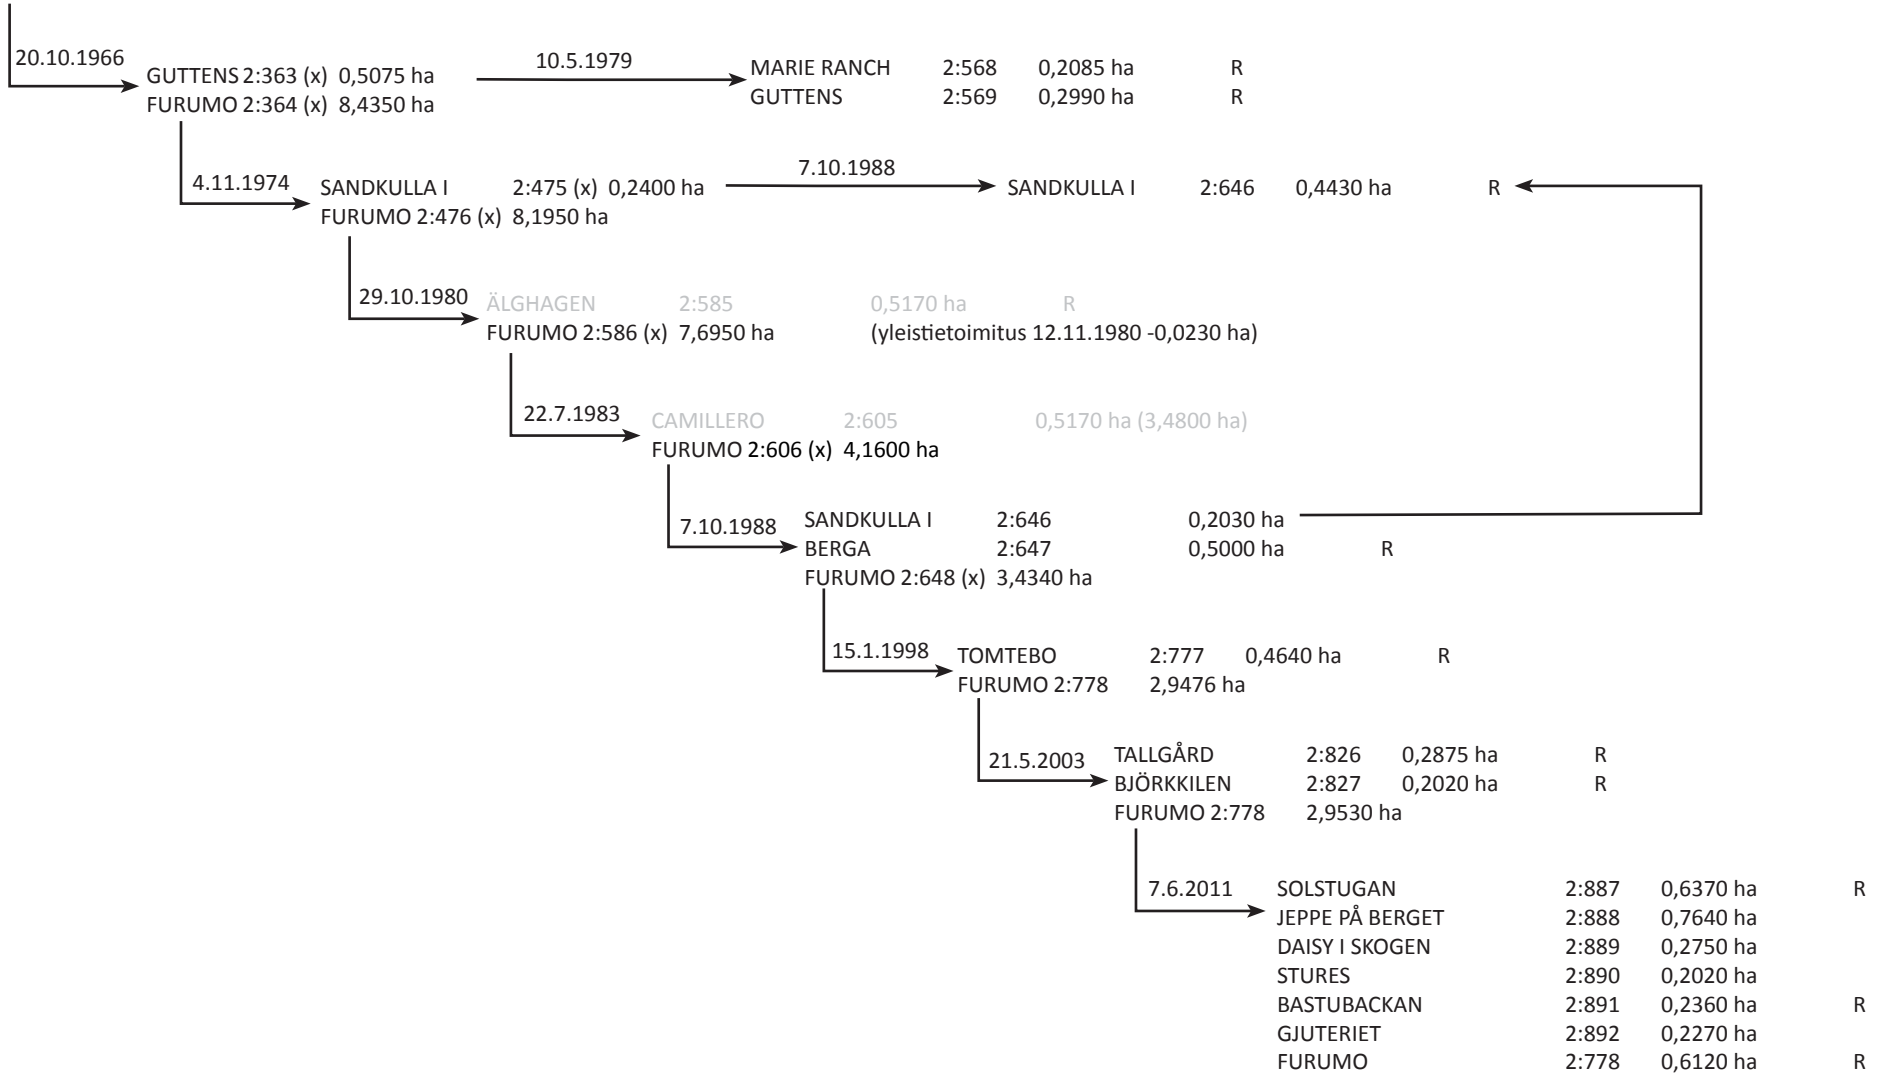 20.10.1966
GUTTENS 2:363 (x) 0,5075 ha
FURUMO 2:364 (x) 8,4350 ha
10.5.1979
MARIE RANCH 2:568 0,2085 ha R
GUTTENS 2:569 0,2990 ha R
4.11.1974
SANDKULLA I 2:475 (x) 0,2400 ha
FURUMO 2:476 (x) 8,1950 ha
7.10.1988
SANDKULLA I 2:646 0,4430 ha R
29.10.1980
ÄLGHAGEN 2:585 0,5170 ha R
FURUMO 2:586 (x) 7,6950 ha (yleistietoimitus 12.11.1980 -0,0230 ha)
22.7.1983
CAMILLERO 2:605 0,5170 ha (3,4800 ha)
FURUMO 2:606 (x) 4,1600 ha
7.10.1988
SANDKULLA I 2:646 0,2030 ha
BERGA 2:647 0,5000 ha R
FURUMO 2:648 (x) 3,4340 ha
15.1.1998
TOMTEBO 2:777 0,4640 ha R
FURUMO 2:778 2,9476 ha
21.5.2003
TALLGÅRD 2:826 0,2875 ha R
BJÖRKKILEN 2:827 0,2020 ha R
FURUMO 2:778 2,9530 ha
7.6.2011
SOLSTUGAN 2:887 0,6370 ha R
JEPPE PÅ BERGET 2:888 0,7640 ha
DAISY I SKOGEN 2:889 0,2750 ha
STURES 2:890 0,2020 ha
BASTUBACKAN 2:891 0,2360 ha R
GJUTERIET 2:892 0,2270 ha
FURUMO 2:778 0,6120 ha R